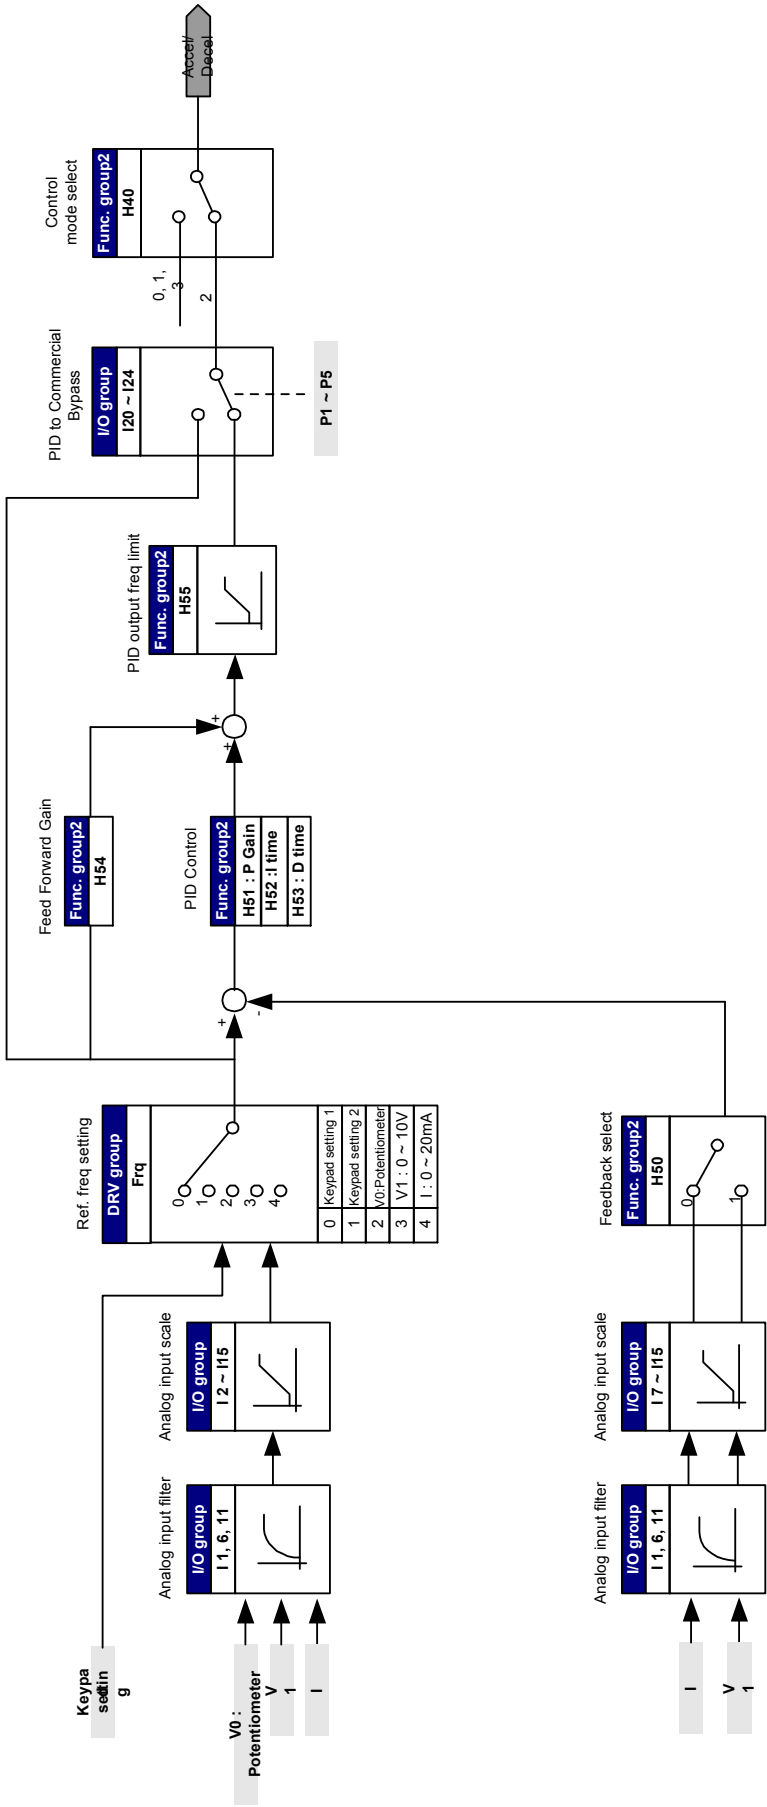 Keypa
settin
g
V0 :
Potentiometer
V
1
I
Analog input filter
I/O group
I 1, 6, 11
Analog input scale
I/O group
I 2 ~ I15
Ref. freq setting
DRV group
Frq
0
1
2
3
4
0 Keypad setting 1
1 Keypad setting 2
2 V0:Potentiometer
3 V1 : 0 ~ 10V
4 I : 0 ~ 20mA
I
V
1
Analog input filter
I/O group
I 1, 6, 11
Analog input scale
I/O group
I 7 ~ I15
Feedback select
Func. group2
H50
0
1
+
-
Feed Forward Gain
Func. group2
H54
PID Control
Func. group2
H51 : P Gain
H52 :I time
H53 : D time
+
+
PID output freq limit
Func. group2
H55
PID to Commercial
Bypass
I/O group
I20 ~ I24
P1 ~ P5
0, 1,
3
2
Control
mode select
Func. group2
H40
Accel/
Decel